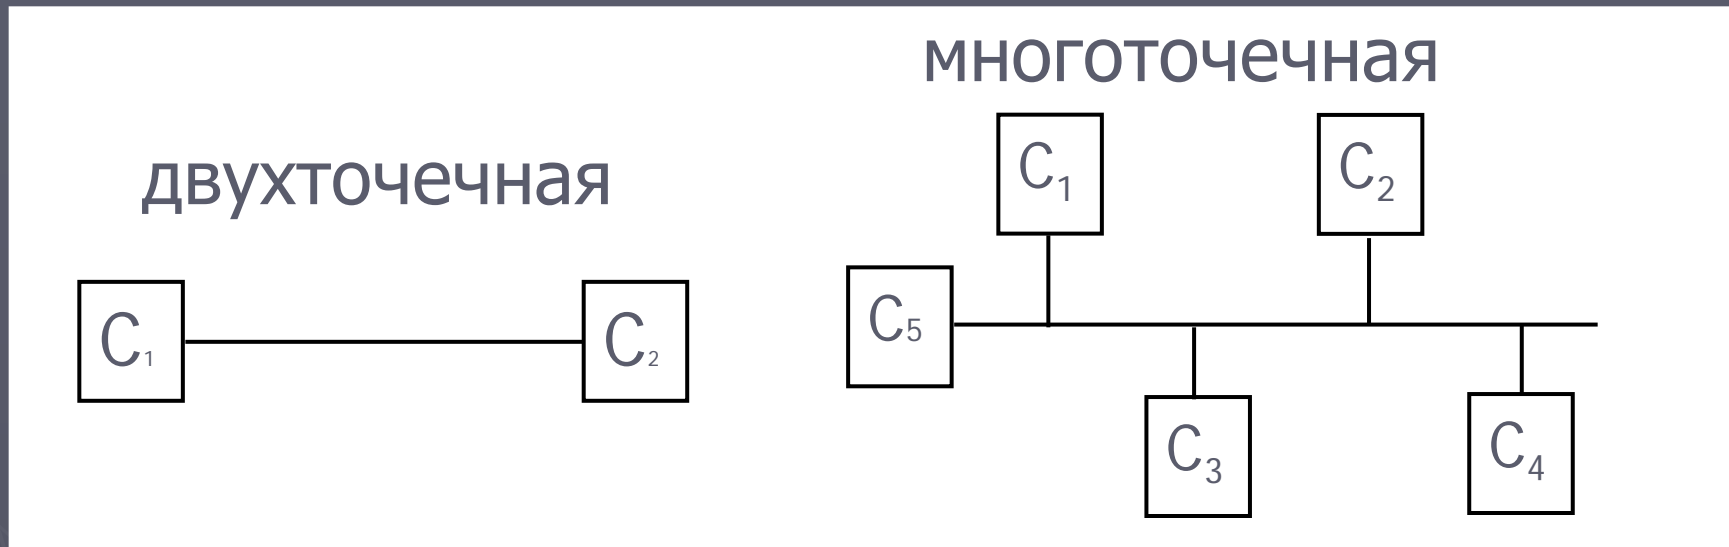 многоточечная
двухточечная
C₁
C₂
C₁
C₂
C₅
C₃
C₄